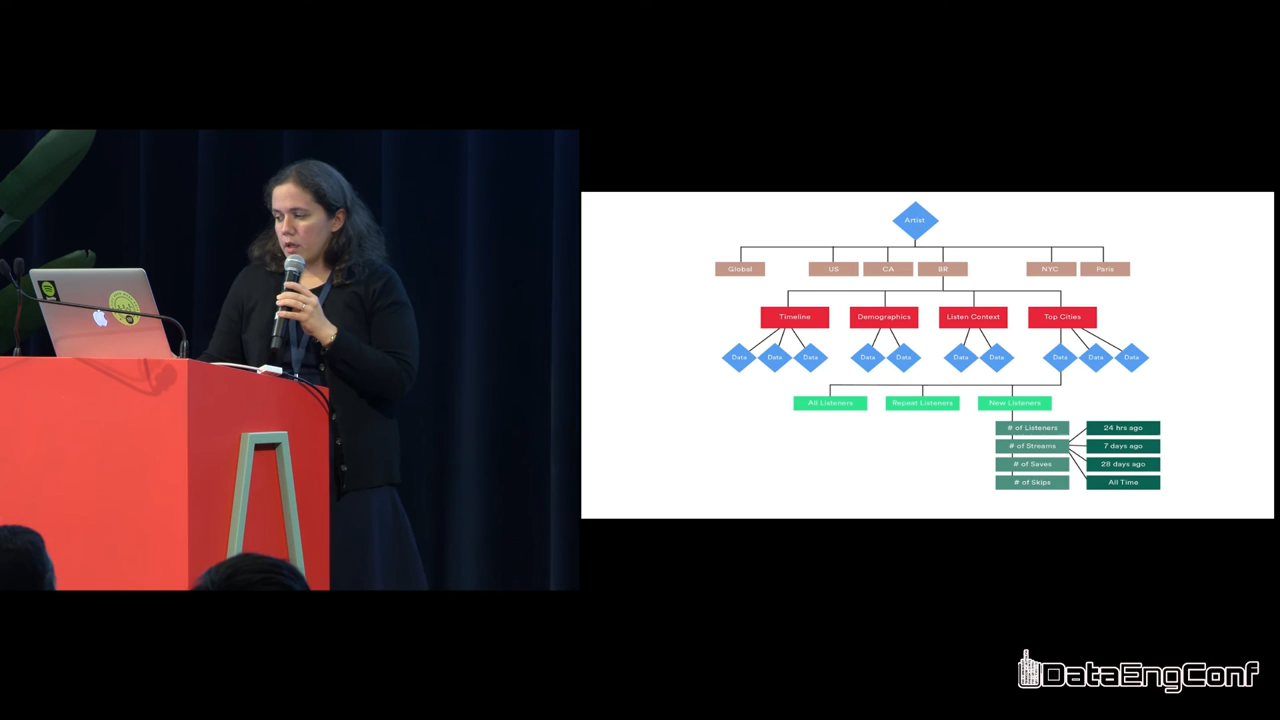 Artist
Global US CA BR NYC Paris
Timeline Demographics Listen Context Top Cities
Data Data Data Data Data Data Data Data Data Data
All Listeners Repeat Listeners New Listeners
# of Listeners 24 hrs ago
# of Streams 7 days ago
# of Saves 28 days ago
# of Skips All Time
DataEngConf